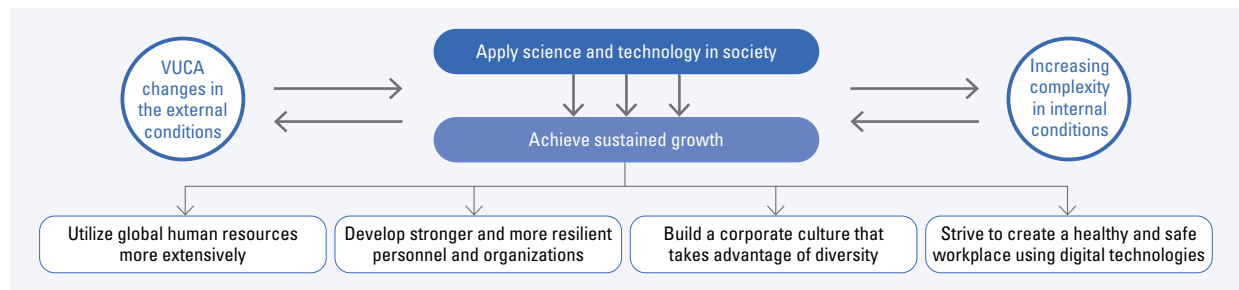 VUCA
changes in
the external
conditions
Apply science and technology in society
Achieve sustained growth
Increasing
complexity
in internal
conditions
Utilize global human resources
more extensively
Develop stronger and more resilient
personnel and organizations
Build a corporate culture that
takes advantage of diversity
Strive to create a healthy and safe
workplace using digital technologies